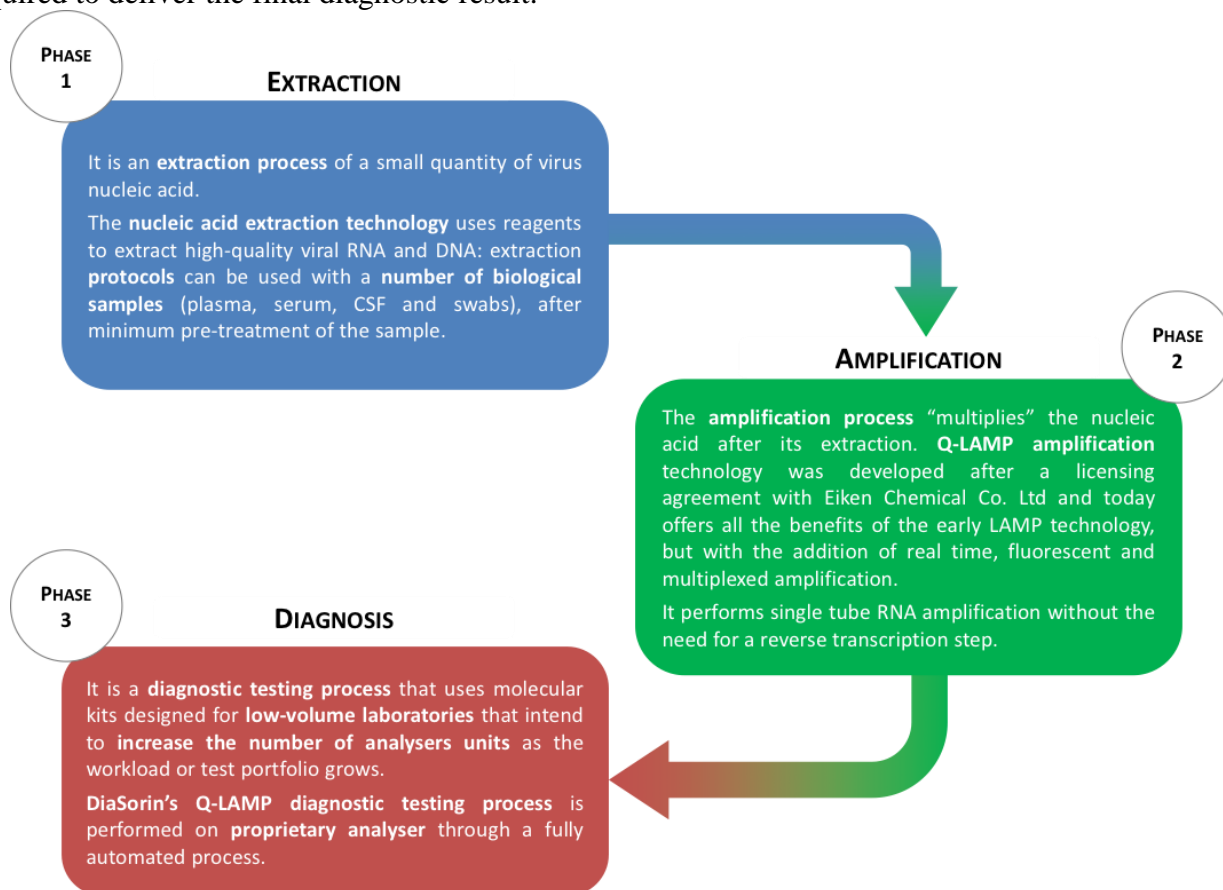 quired to deliver the final diagnostic result.
PHASE
1
EXTRACTION
It is an extraction process of a small quantity of virus
nucleic acid.
The nucleic acid extraction technology uses reagents
to extract high-quality viral RNA and DNA: extraction
protocols can be used with a number of biological
samples (plasma, serum, CSF and swabs), after
minimum pre-treatment of the sample.
PHASE
2
AMPLIFICATION
The amplification process “multiplies” the nucleic
acid after its extraction. Q-LAMP amplification
technology was developed after a licensing
agreement with Eiken Chemical Co. Ltd and today
offers all the benefits of the early LAMP technology,
but with the addition of real time, fluorescent and
multiplexed amplification.
It performs single tube RNA amplification without the
need for a reverse transcription step.
PHASE
3
DIAGNOSIS
It is a diagnostic testing process that uses molecular
kits designed for low-volume laboratories that intend
to increase the number of analysers units as the
workload or test portfolio grows.
DiaSorin’s Q-LAMP diagnostic testing process is
performed on proprietary analyser through a fully
automated process.